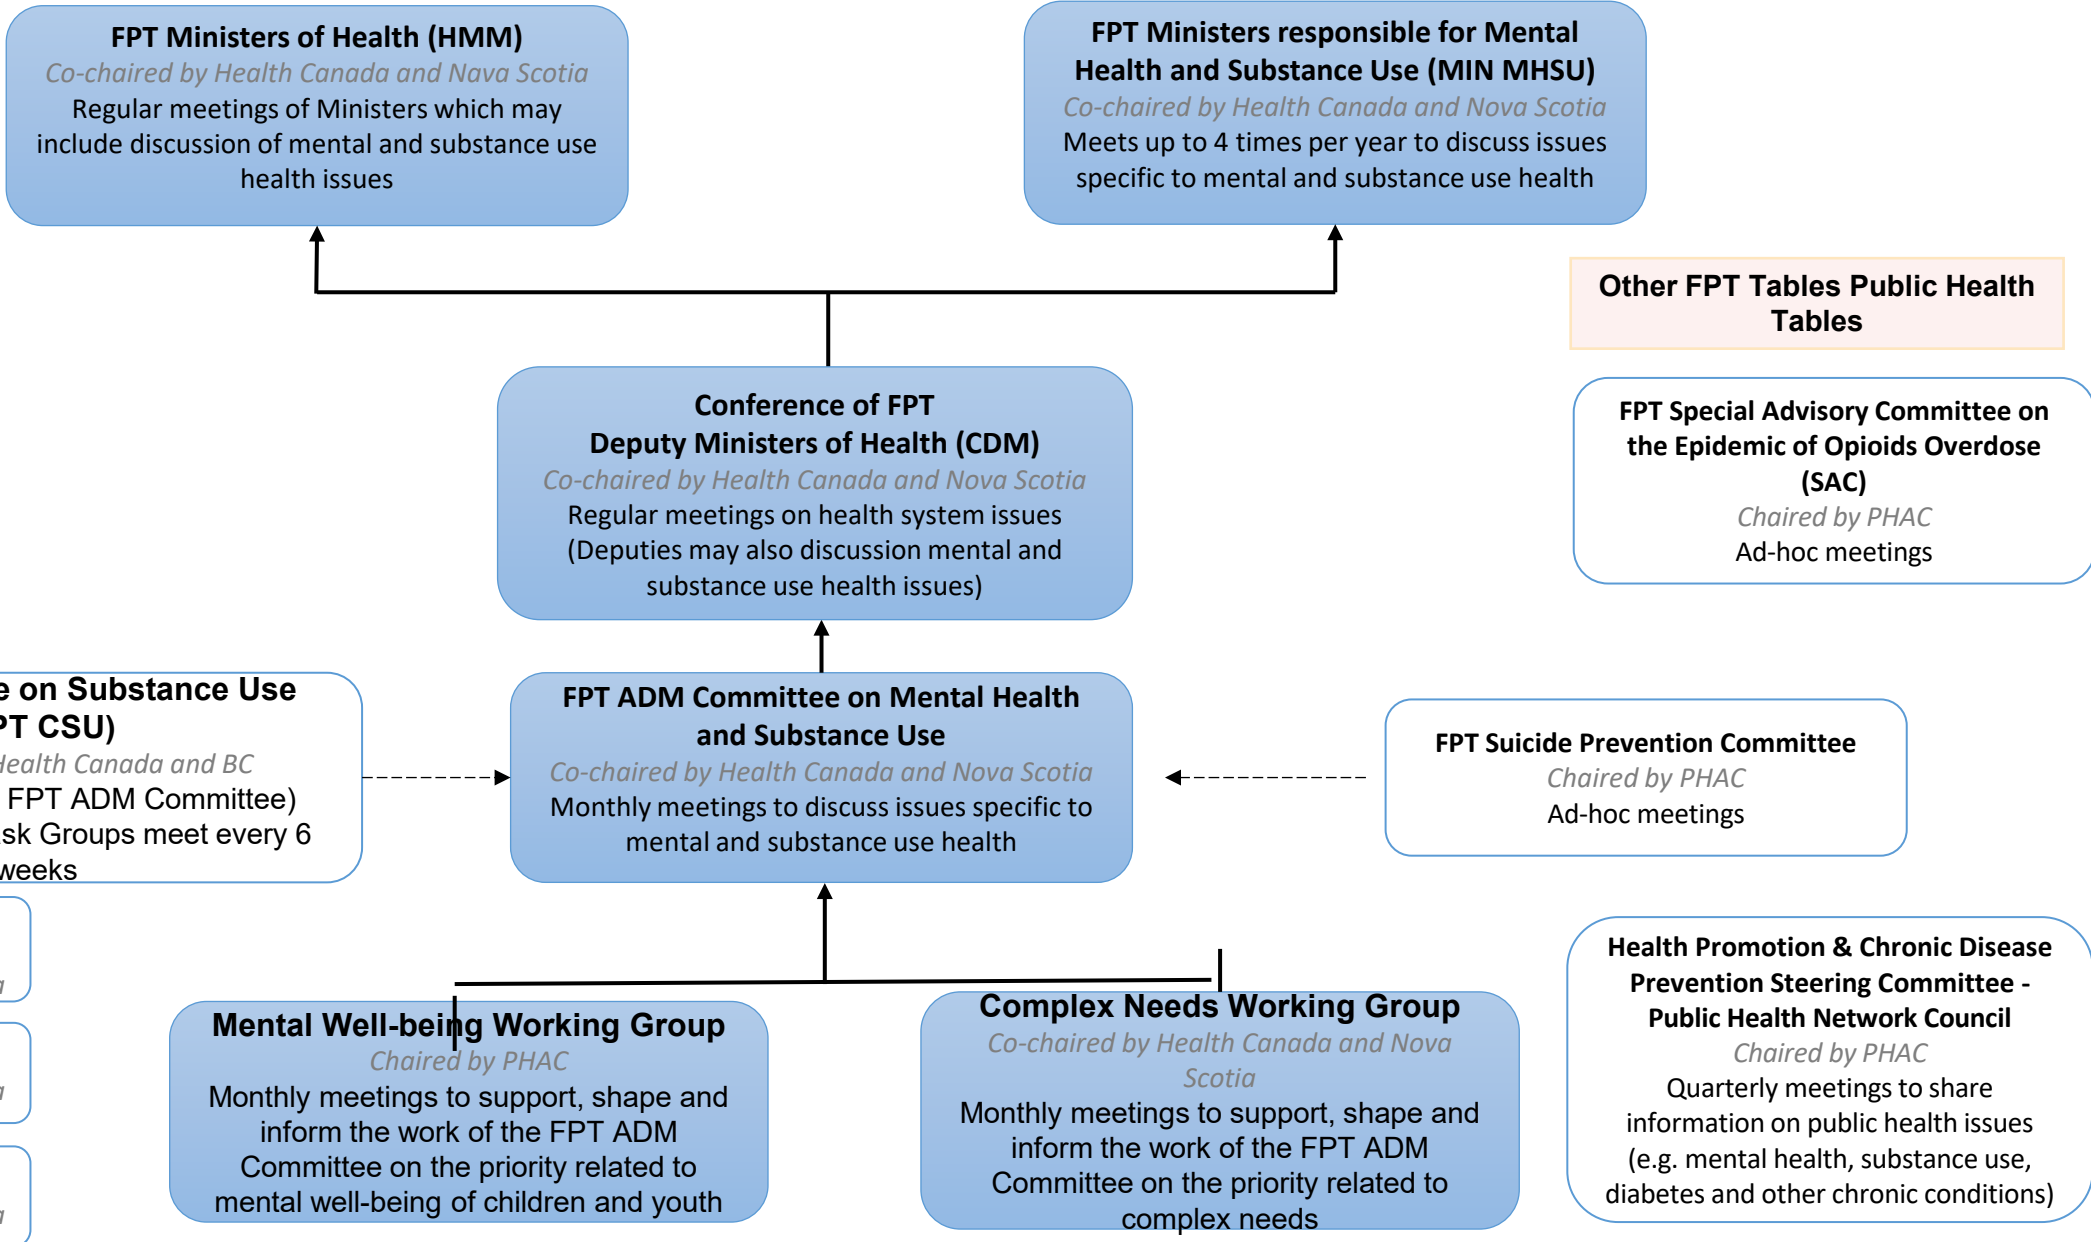 FPT Ministers of Health (HMM)
Co-chaired by Health Canada and Nava Scotia
Regular meetings of Ministers which may
include discussion of mental and substance use
health issues
FPT Ministers responsible for Mental
Health and Substance Use (MIN MHSU)
Co-chaired by Health Canada and Nova Scotia
Meets up to 4 times per year to discuss issues
specific to mental and substance use health
Other FPT Tables Public Health
Tables
Conference of FPT
Deputy Ministers of Health (CDM)
Co-chaired by Health Canada and Nova Scotia
Regular meetings on health system issues
(Deputies may also discussion mental and
substance use health issues)
FPT Special Advisory Committee on
the Epidemic of Opioids Overdose
(SAC)
Chaired by PHAC
Ad-hoc meetings
e on Substance Use
PT CSU)
Health Canada and BC
FPT ADM Committee)
sk Groups meet every 6
weeks
FPT ADM Committee on Mental Health
and Substance Use
Co-chaired by Health Canada and Nova Scotia
Monthly meetings to discuss issues specific to
mental and substance use health
FPT Suicide Prevention Committee
Chaired by PHAC
Ad-hoc meetings
a
a
a
Mental Well-being Working Group
Chaired by PHAC
Monthly meetings to support, shape and
inform the work of the FPT ADM
Committee on the priority related to
mental well-being of children and youth
Complex Needs Working Group
Co-chaired by Health Canada and Nova
Scotia
Monthly meetings to support, shape and
inform the work of the FPT ADM
Committee on the priority related to
complex needs
Health Promotion & Chronic Disease
Prevention Steering Committee -
Public Health Network Council
Chaired by PHAC
Quarterly meetings to share
information on public health issues
(e.g. mental health, substance use,
diabetes and other chronic conditions)